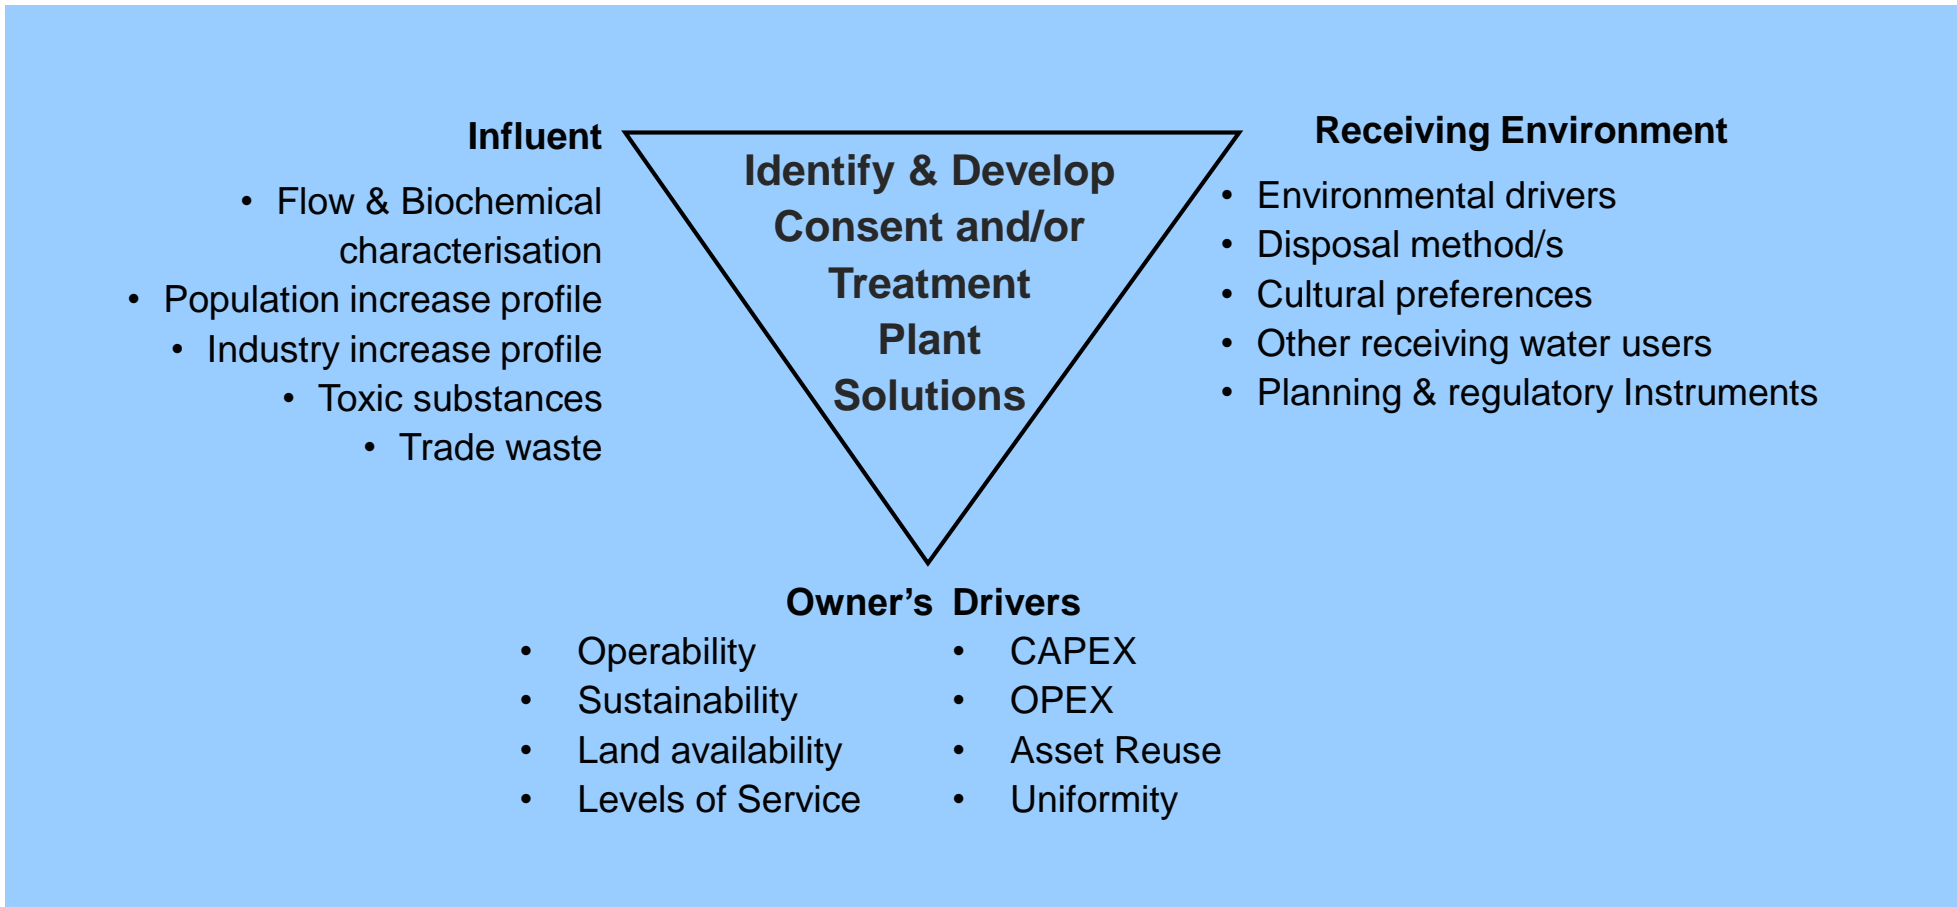 Influent
• Flow & Biochemical
characterisation
• Population increase profile
• Industry increase profile
• Toxic substances
• Trade waste
Identify & Develop
Consent and/or
Treatment
Plant
Solutions
Receiving Environment
• Environmental drivers
• Disposal method/s
• Cultural preferences
• Other receiving water users
• Planning & regulatory Instruments
Owner’s Drivers
• Operability
• Sustainability
• Land availability
• Levels of Service
• CAPEX
• OPEX
• Asset Reuse
• Uniformity